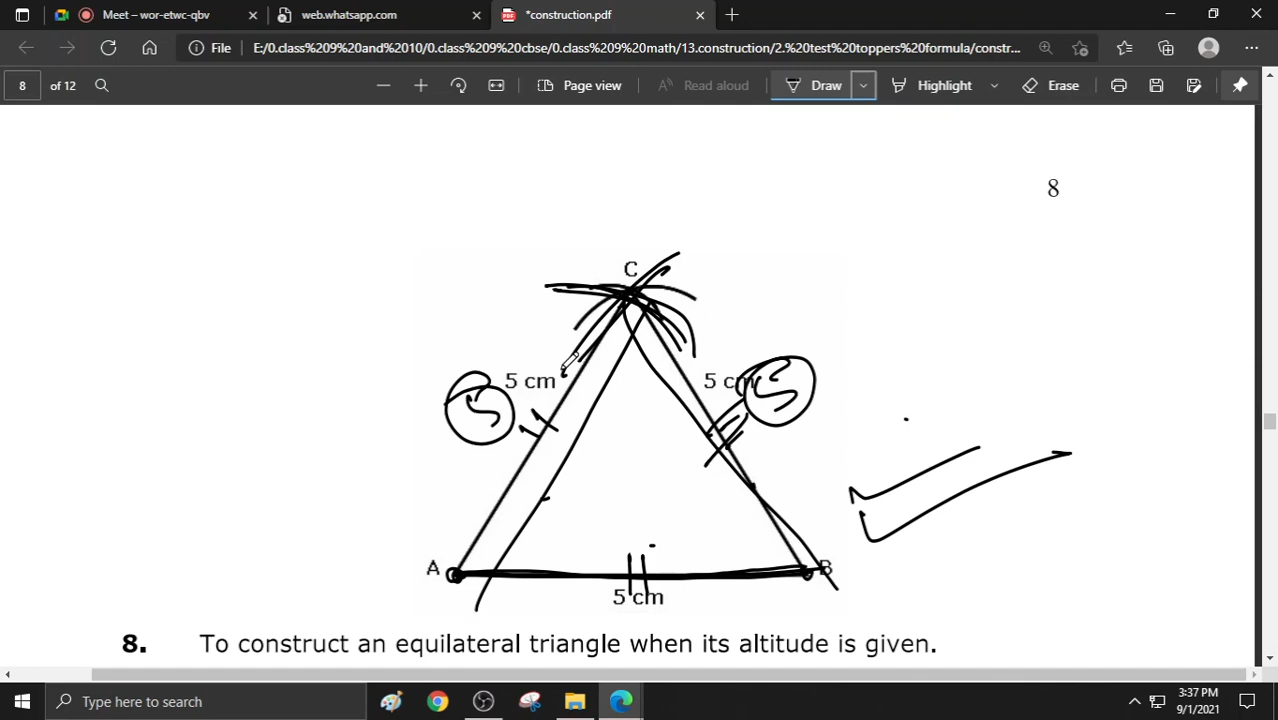 Meet – wor-etwc-qbv
web.whatsapp.com
*construction.pdf
File
E:/0.class%209%20and%2010/0.class%209%20cbse/0.class%209%20math/13.construction/2.%20test%20toppers%20formula/constr...
8 of 12
Page view
Read aloud
Draw
Highlight
Erase
8
C
5 cm
5 cm
S
S
A
B
5 cm
8. To construct an equilateral triangle when its altitude is given.
Type here to search
3:37 PM
9/1/2021